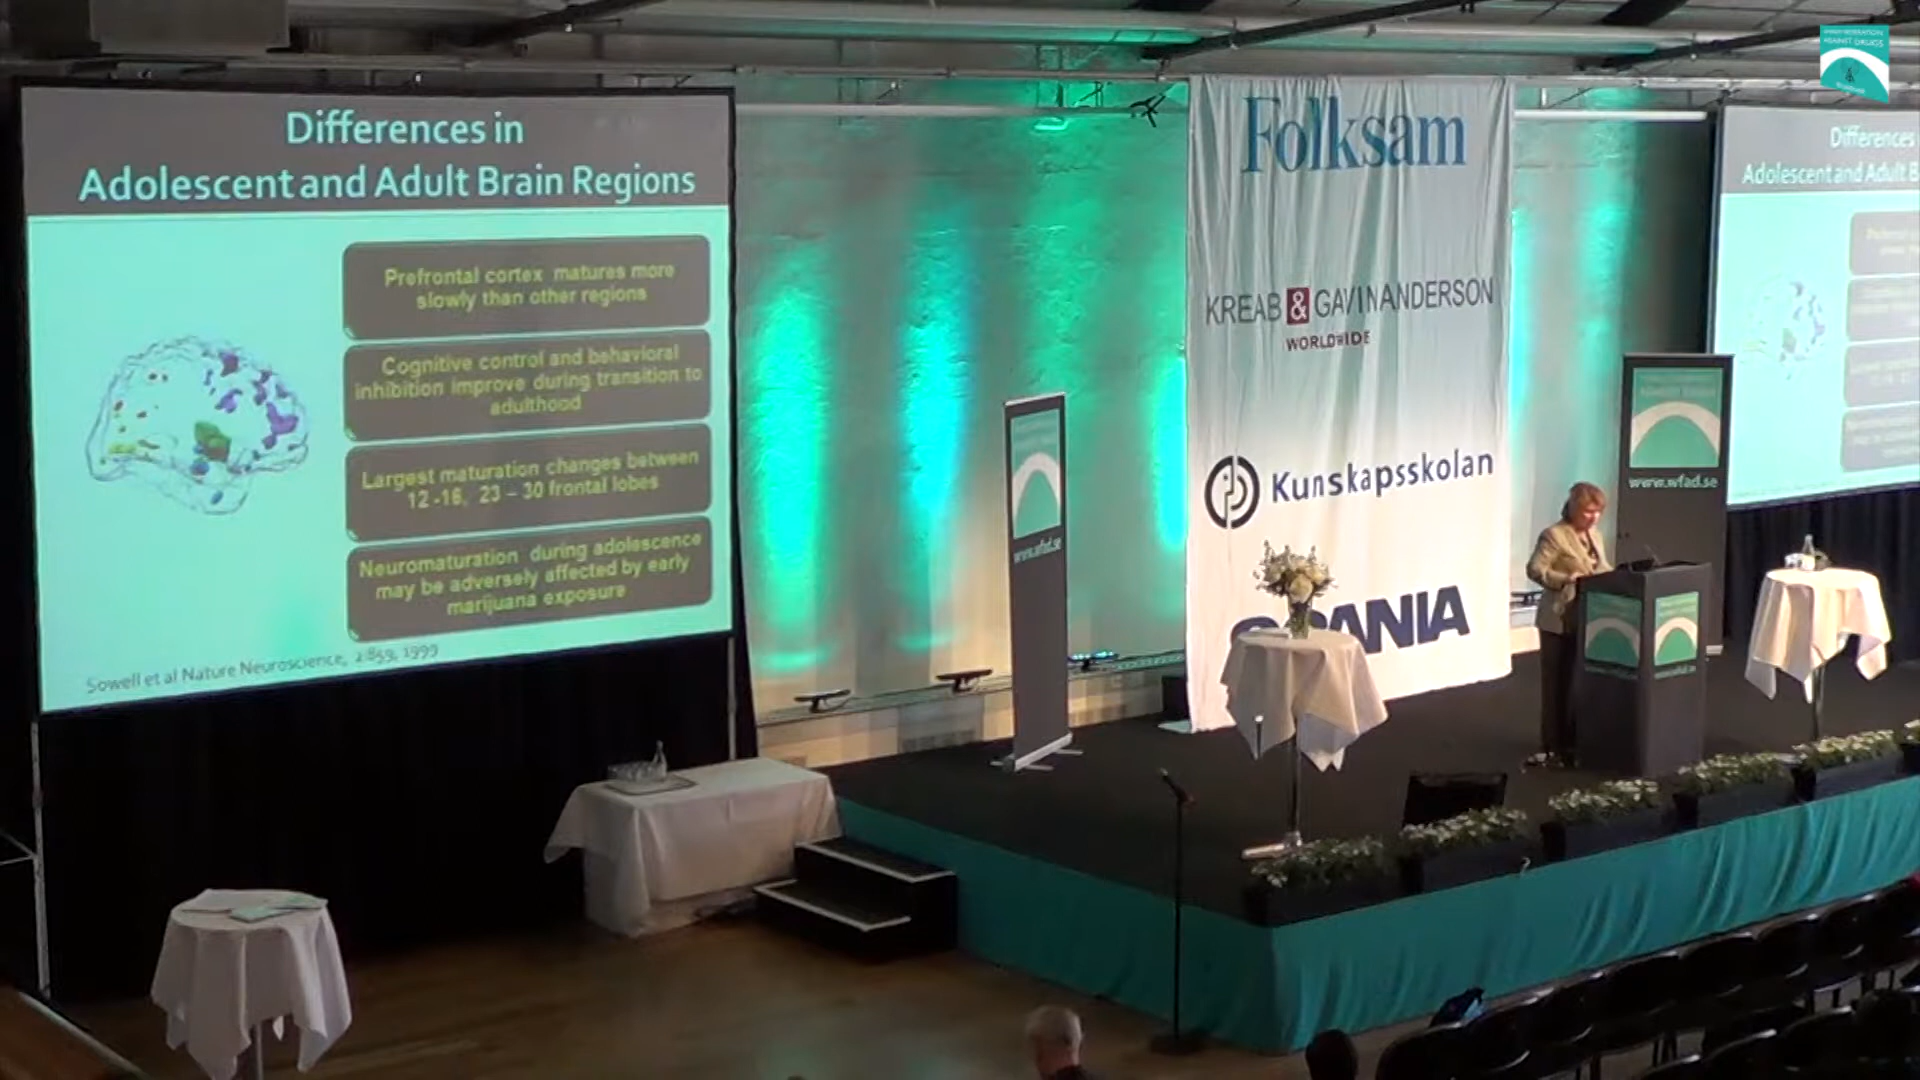 Differences in
Adolescent and Adult Brain Regions
Prefrontal cortex matures more
slowly than other regions
Cognitive control and behavioral
inhibition improve during transition to
adulthood
Largest maturation changes between
12 -16, 23 – 30 frontal lobes
Neuromaturation during adolescence
may be adversely affected by early
marijuana exposure
Sowell et al Nature Neuroscience, 2:859, 1999
www.wfad.se
Folksam
KREAB & GAVIN ANDERSON
WORLDWIDE
Kunskapsskolan
SCANIA
www.wfad.se
Differences
Adolescent and Adult B
AGAINST DRUGS